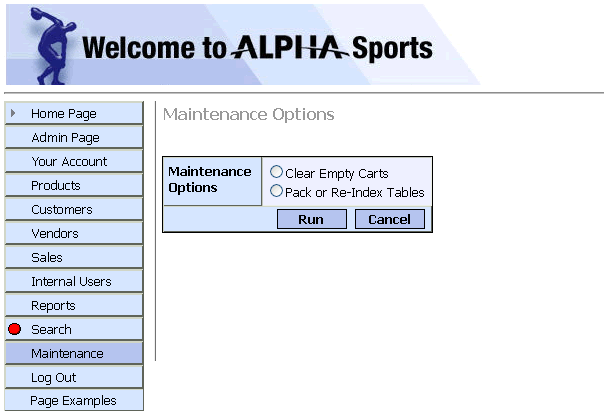 Welcome to ALPHA Sports
Home Page
Admin Page
Your Account
Products
Customers
Vendors
Sales
Internal Users
Reports
Search
Maintenance
Log Out
Page Examples
Maintenance Options
Maintenance
Options
Clear Empty Carts
Pack or Re-Index Tables
Run Cancel